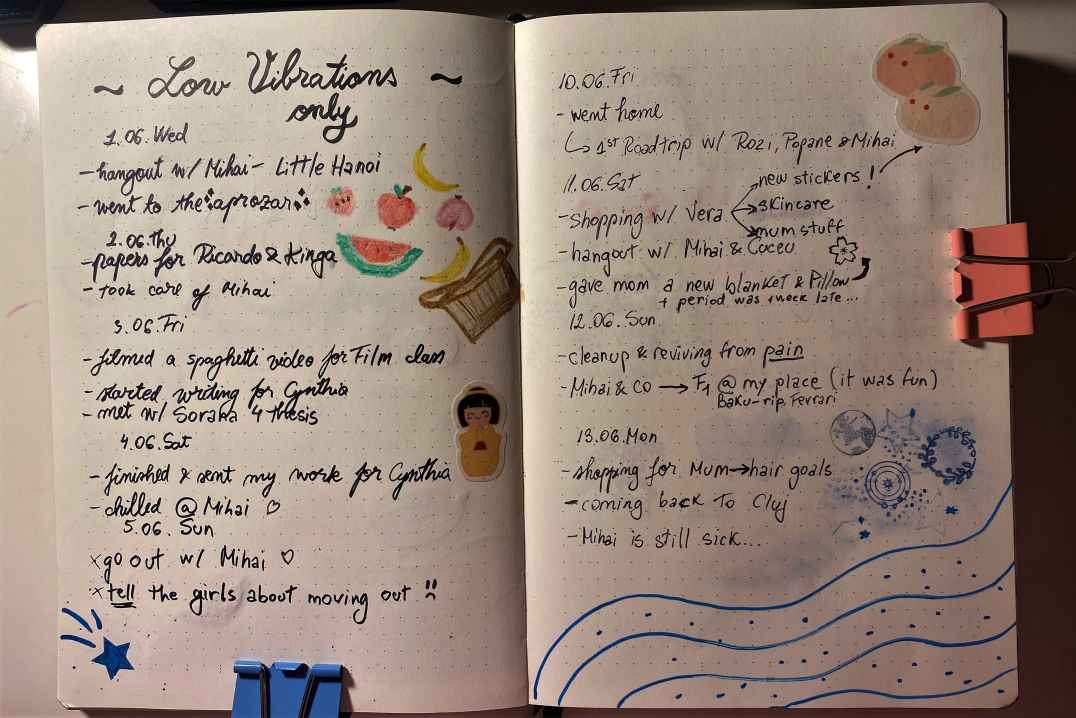 ~ Low Vibrations ~
only
1.06. Wed
- hangout w/ Mihai - Little Hanoi
- went to the aprozar
2.06. Thu
- papers for Ricardo & Kinga
- took care of Mihai
3.06. Fri
- filmed a spaghetti video for Film class
- started writing for Cynthia
- met w/ Soraka 4 thesis
4.06. Sat
- finished & sent my work for Cynthia
- chilled @ Mihai ♡
5.06. Sun
x go out w/ Mihai ♡
x tell the girls about moving out
10.06. Fri
- went home
↳ 1st Roadtrip w/ Rozi, Popane & Mihai
11.06. Sat
- shopping w/ Vera
→ new stickers!
→ skincare
→ mum stuff
- hangout w/ Mihai & Coceu
- gave mom a new blanket & Pillow
+ period was 1 week late...
12.06. Sun
- cleanup & reviving from pain
- Mihai & CO → F1 @ my place (it was fun)
Baku - rip, Ferrari
13.06. Mon
- shopping for Mum → hair goals
- coming back to Cluj
- Mihai is still sick...